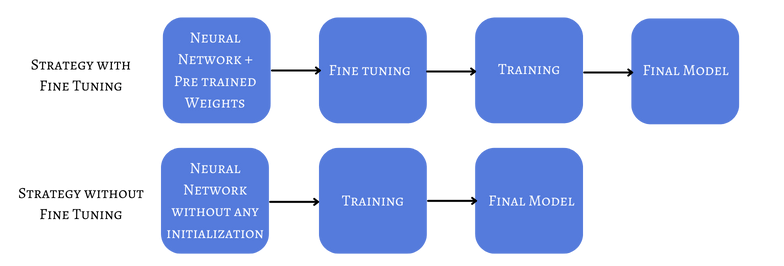 Strategy with
Fine Tuning
Neural
Network +
Pre trained
Weights
Fine tuning
Training
Final Model
Strategy without
Fine Tuning
Neural
Network
without any
initialization
Training
Final Model